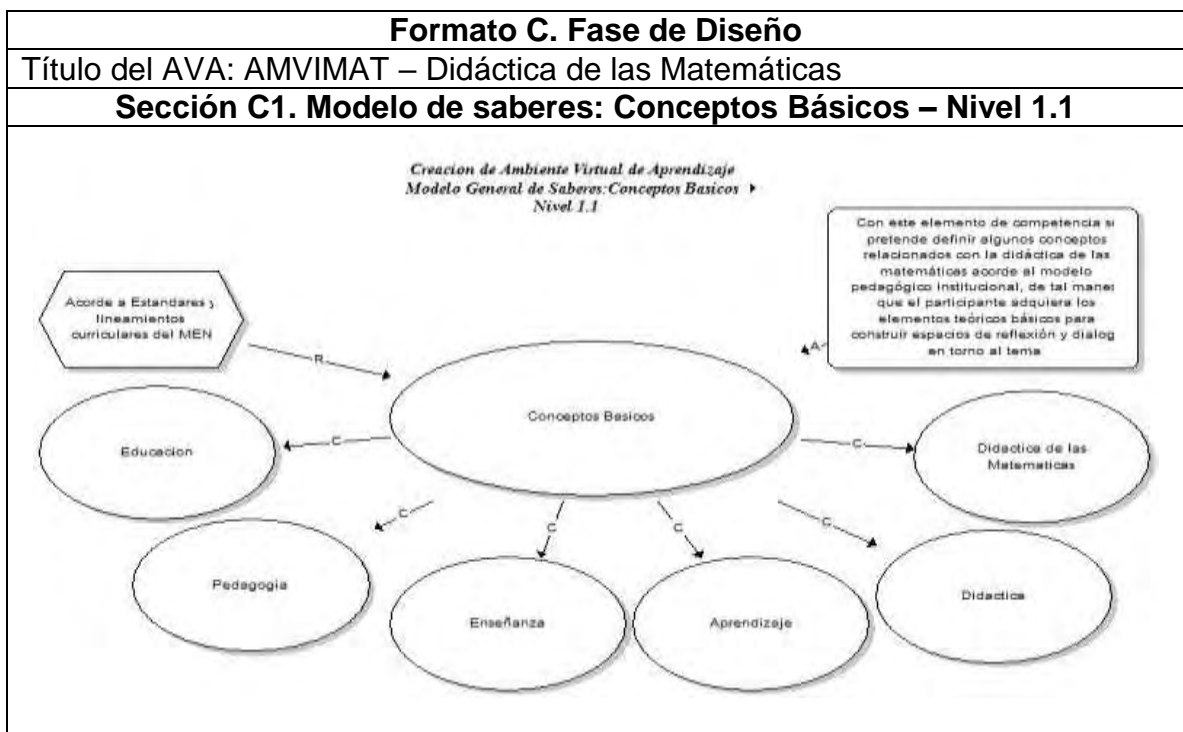 Formato C. Fase de Diseño
Título del AVA: AMVIMAT – Didáctica de las Matemáticas
Sección C1. Modelo de saberes: Conceptos Básicos – Nivel 1.1
Creacion de Ambiente Virtual de Aprendizaje
Modelo General de Saberes:Conceptos Basicos
Nivel 1.1
Con este elemento de competencia s
pretende definir algunos conceptos
relacionados con la didáctica de las
matemáticas acorde al modelo
pedagógico institucional, de tal mane
que el participante adquiera los
elementos teóricos básicos para
construir espacios de reflexión y dialog
en torno al tema
Acorde a Estandares y
lineamientos
curriculares del MEN
R
A
Conceptos Basicos
Educacion
C
C
Didactica de las
Matematicas
C
C
C
C
Pedagogia
Enseñanza
Aprendizaje
Didactica